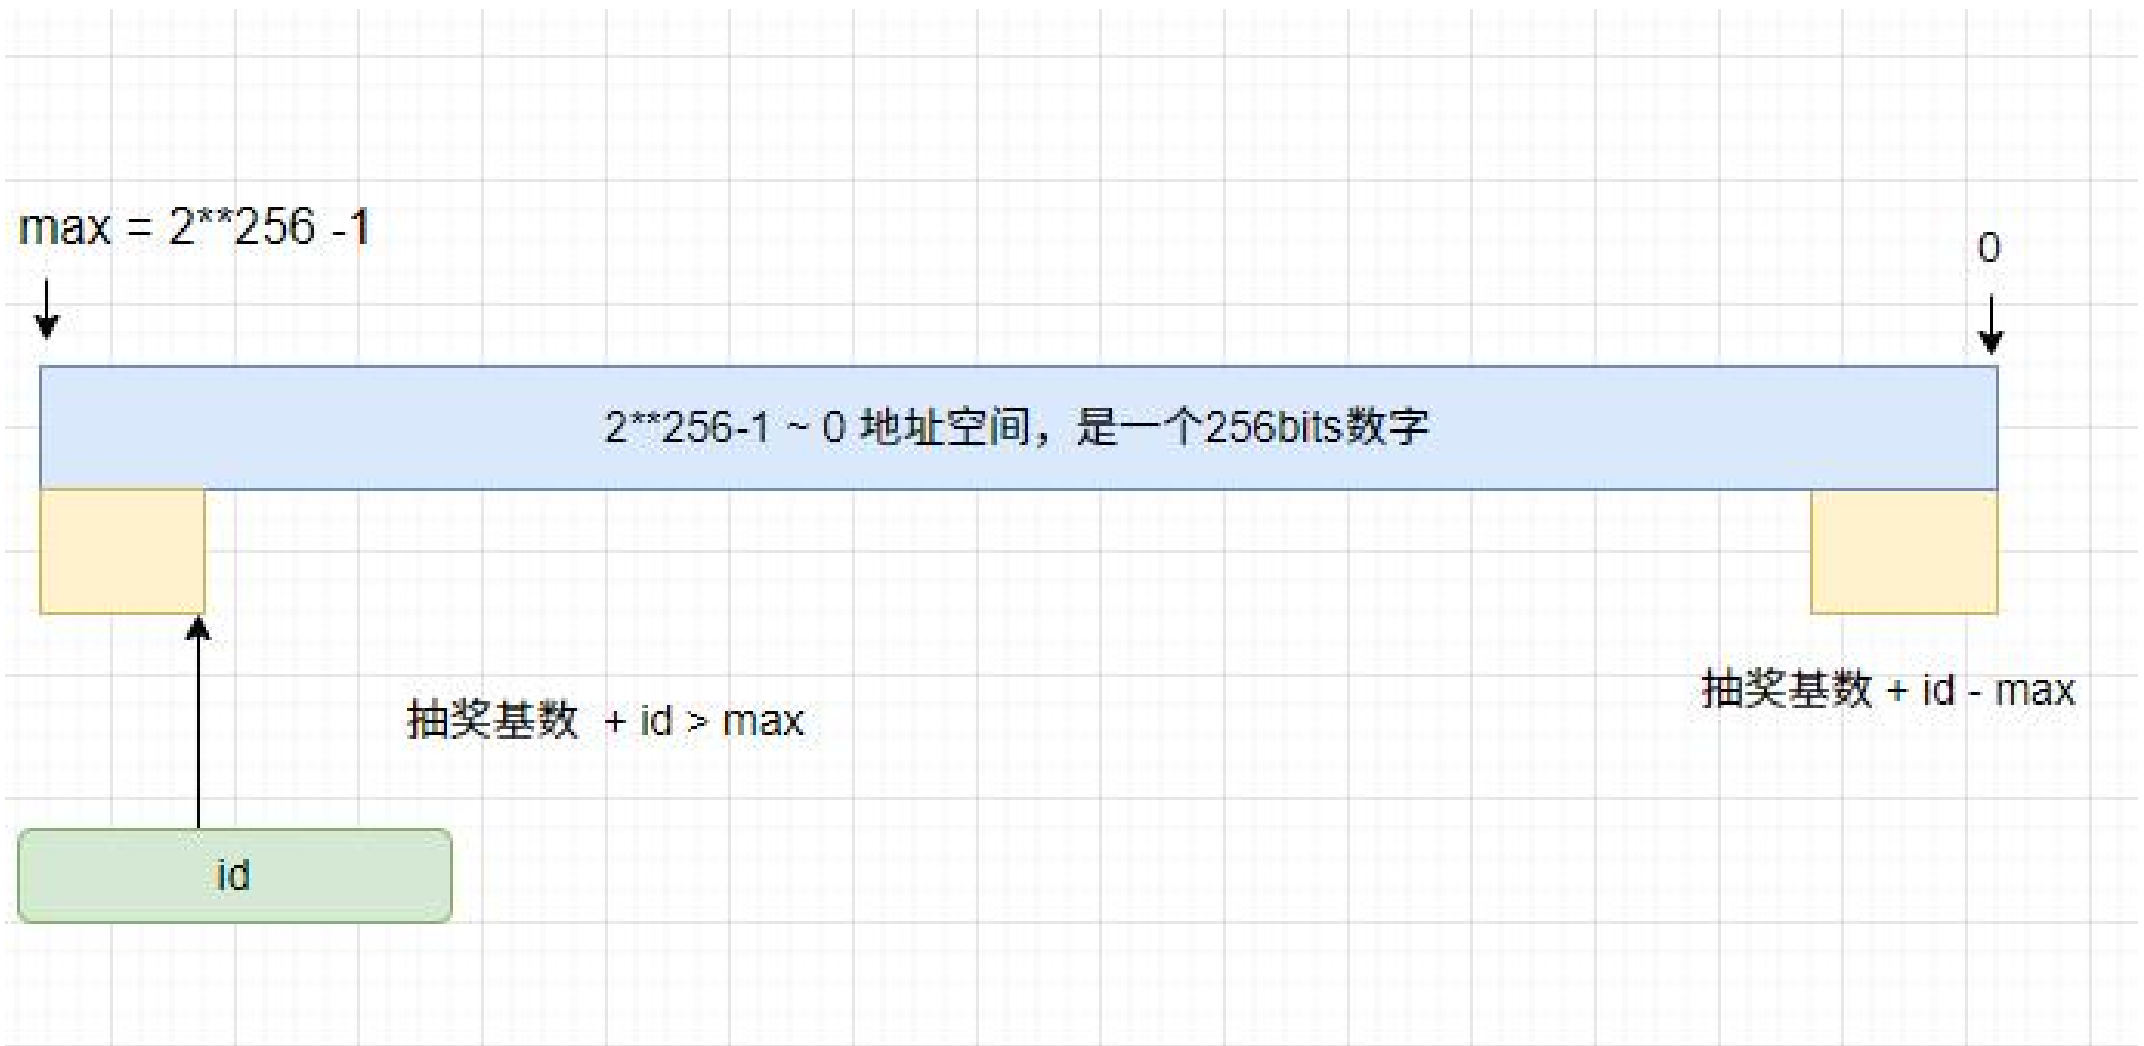 max = 2**256 -1
0
2**256-1 ~ 0 地址空间，是一个256bits数字
抽奖基数 + id - max
抽奖基数 + id > max
id